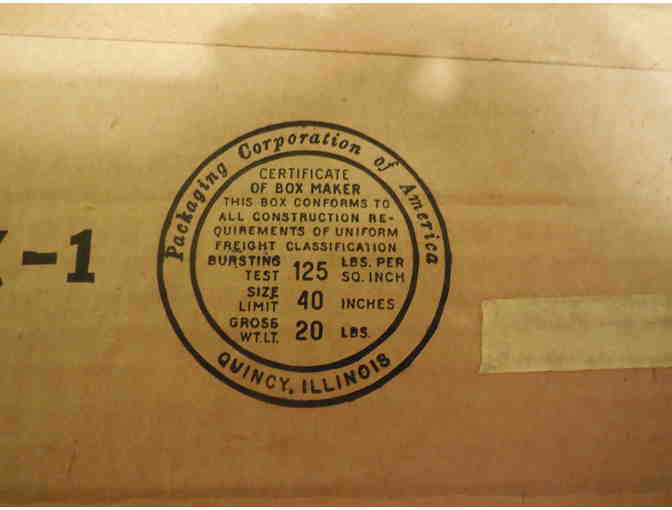 Packaging Corporation of America
CERTIFICATE
OF BOX MAKER
THIS BOX CONFORMS TO
ALL CONSTRUCTION RE-
QUIREMENTS OF UNIFORM
FREIGHT CLASSIFICATION
BURSTING TEST 125 LBS. PER SQ. INCH
SIZE LIMIT 40 INCHES
GROSS WT.LT. 20 LBS.
QUINCY, ILLINOIS
-1